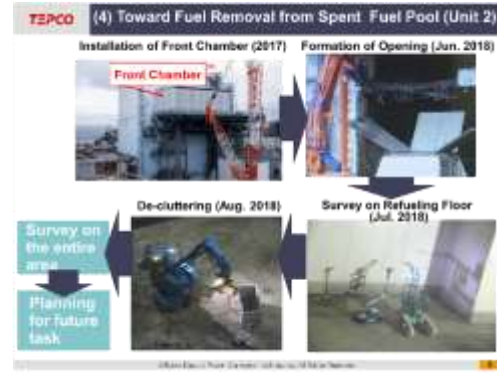 TEPCO
(4) Toward Fuel Removal from Spent Fuel Pool (Unit 2)
Installation of Front Chamber (2017)
Formation of Opening (Jun. 2018)
Front Chamber
De-cluttering (Aug. 2018)
Survey on Refueling Floor
(Jul. 2018)
Survey on
the entire
area
Planning
for future
task